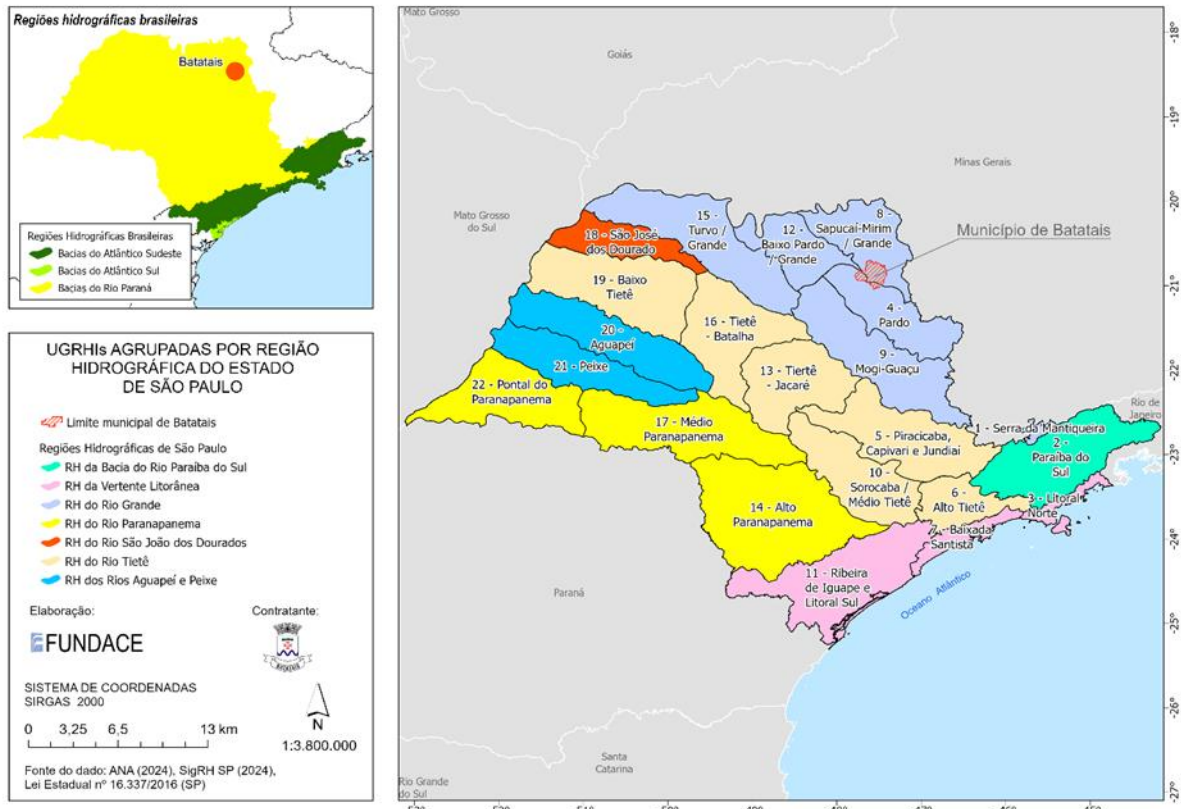 Regiões hidrográficas brasileiras
Batatais
Regiões Hidrográficas Brasileiras
Bacias do Atlântico Sudeste
Bacias do Atlântico Sul
Bacias do Rio Paraná
UGRHIs AGRUPADAS POR REGIÃO
HIDROGRÁFICA DO ESTADO
DE SÃO PAULO
Limite municipal de Batatais
Regiões Hidrográficas de São Paulo
RH da Bacia do Rio Paraíba do Sul
RH da Vertente Litorânea
RH do Rio Grande
RH do Rio Paranapanema
RH do Rio São João dos Dourados
RH do Rio Tietê
RH dos Rios Aguapeí e Peixe
Elaboração:
Contratante:
FUNDACE
SISTEMA DE COORDENADAS
SIRGAS 2000
0 3,25 6,5 13 km
N
1:3.800.000
Fonte do dado: ANA (2024), SigRH SP (2024),
Lei Estadual nº 16.337/2016 (SP)
Mato Grosso
Goiás
Minas Gerais
Mato Grosso
do Sul
Município de Batatais
15 -
Turvo /
Grande
12 -
Baixo Pardo
/ Grande
8 -
Sapucaí-Mirim /
Grande
18 - São José
dos Dourado
19 - Baixo
Tietê
4 -
Pardo
16 - Tietê
- Batalha
20 -
Aguapeí
9 -
Mogi-Guaçu
21 - Peixe
13 - Tiertê
- Jacaré
22 - Pontal do
Paranapanema
17 - Médio
Paranapanema
Rio de
Janeiro
1 - Serra da Mantiqueira
5 - Piracicaba,
Capivari e Jundiaí
2 -
Paraíba do
Sul
10 -
Sorocaba /
Médio Tietê
6 -
Alto Tietê
3 - Litoral
Norte
14 - Alto
Paranapanema
7 - Baixada
Santista
11 - Ribeira
de Iguape e
Litoral Sul
Oceano Atlântico
Paraná
Santa
Catarina
Rio Grande
do Sul
-18°
-19°
-20°
-21°
-22°
-23°
-24°
-25°
-26°
-27°